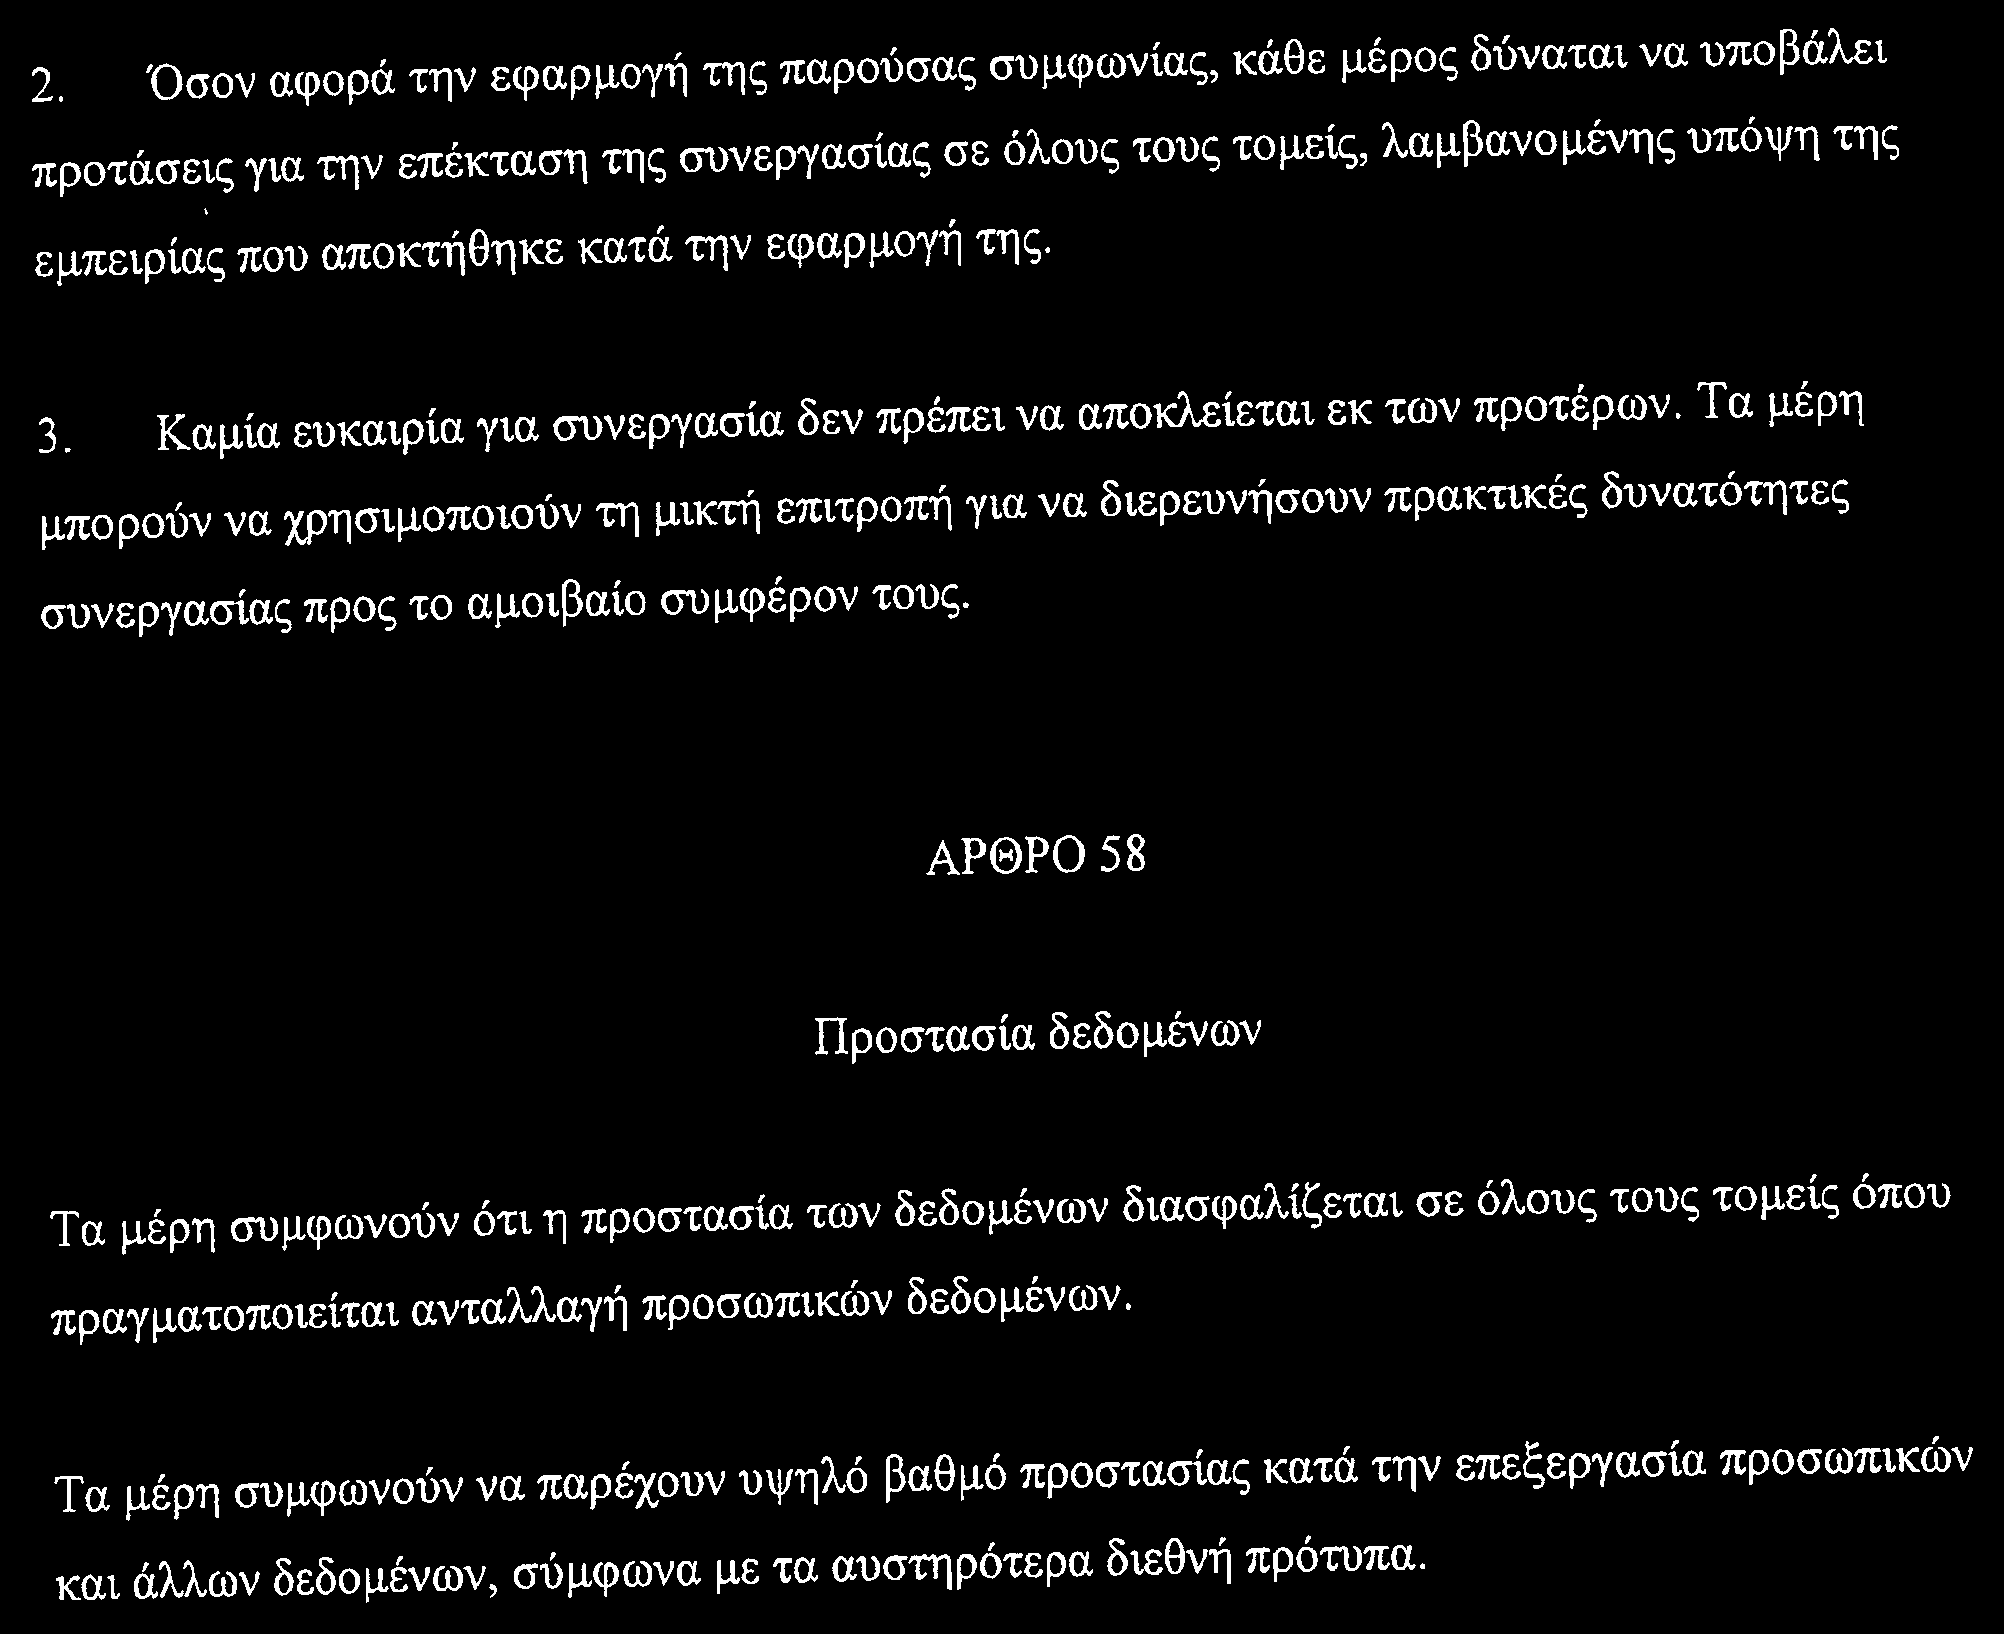 2. Όσον αφορά την εφαρμογή της παρούσας συμφωνίας, κάθε μέρος δύναται να υποβάλει
προτάσεις για την επέκταση της συνεργασίας σε όλους τους τομείς, λαμβανομένης υπόψη της
εμπειρίας που αποκτήθηκε κατά την εφαρμογή της.
3. Καμία ευκαιρία για συνεργασία δεν πρέπει να αποκλείεται εκ των προτέρων. Τα μέρη
μπορούν να χρησιμοποιούν τη μικτή επιτροπή για να διερευνήσουν πρακτικές δυνατότητες
συνεργασίας προς το αμοιβαίο συμφέρον τους.
ΑΡΘΡΟ 58
Προστασία δεδομένων
Τα μέρη συμφωνούν ότι η προστασία των δεδομένων διασφαλίζεται σε όλους τους τομείς όπου
πραγματοποιείται ανταλλαγή προσωπικών δεδομένων.
Τα μέρη συμφωνούν να παρέχουν υψηλό βαθμό προστασίας κατά την επεξεργασία προσωπικών
και άλλων δεδομένων, σύμφωνα με τα αυστηρότερα διεθνή πρότυπα.